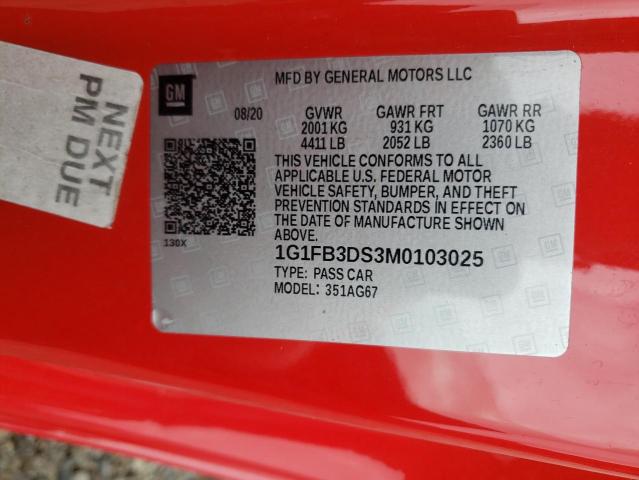 NEXT
PM DUE
GM
MFD BY GENERAL MOTORS LLC
08/20 GVWR GAWR FRT GAWR RR
2001 KG 931 KG 1070 KG
4411 LB 2052 LB 2360 LB
THIS VEHICLE CONFORMS TO ALL
APPLICABLE U.S. FEDERAL MOTOR
VEHICLE SAFETY, BUMPER, AND THEFT
PREVENTION STANDARDS IN EFFECT ON
THE DATE OF MANUFACTURE SHOWN
ABOVE.
130X
1G1FB3DS3M0103025
TYPE: PASS CAR
MODEL: 351AG67